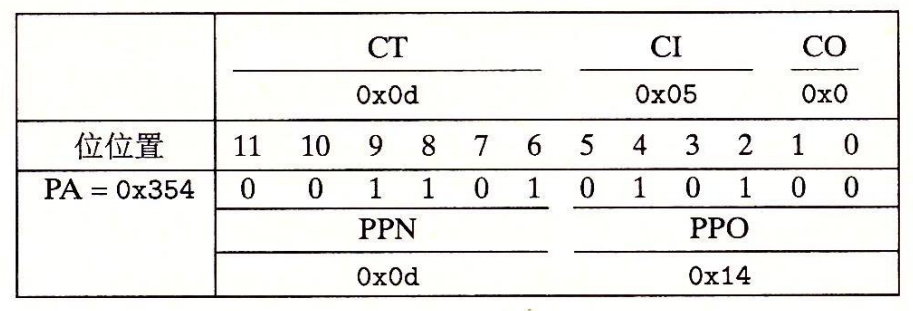 CT CI CO
0x0d 0x05 0x0
位位置 11 10 9 8 7 6 5 4 3 2 1 0
PA = 0x354 0 0 1 1 0 1 0 1 0 1 0 0
PPN PPO
0x0d 0x14